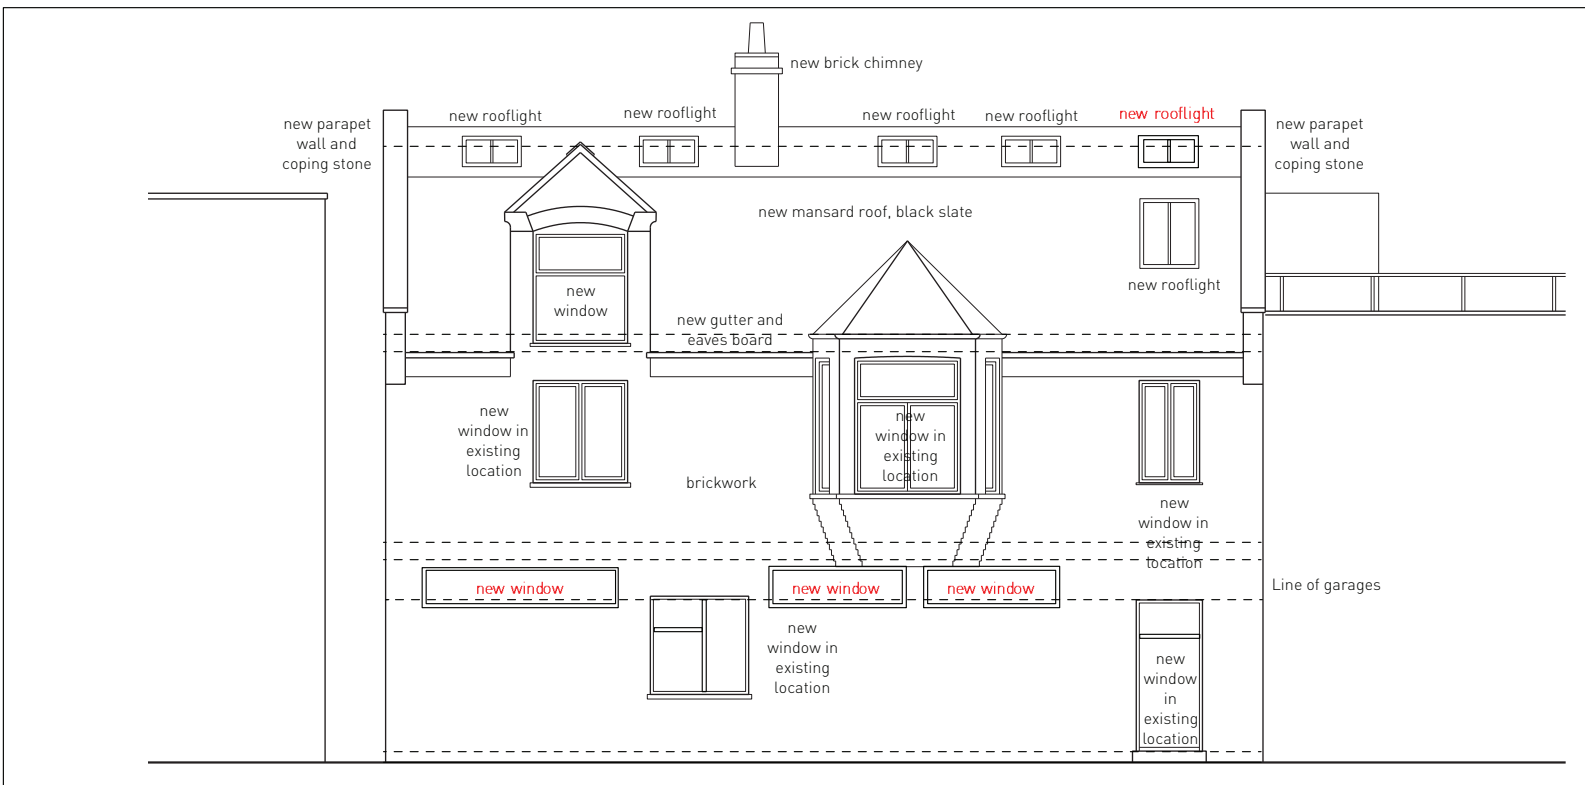 new brick chimney
new rooflight
new rooflight
new rooflight
new rooflight
new rooflight
new parapet
wall and
coping stone
new parapet
wall and
coping stone
new mansard roof, black slate
new rooflight
new
window
new gutter and
eaves board
new
window in
existing
location
new
window in
existing
location
brickwork
new
window in
existing
location
new window
new window
new window
Line of garages
new
window in
existing
location
new
window
in
existing
location